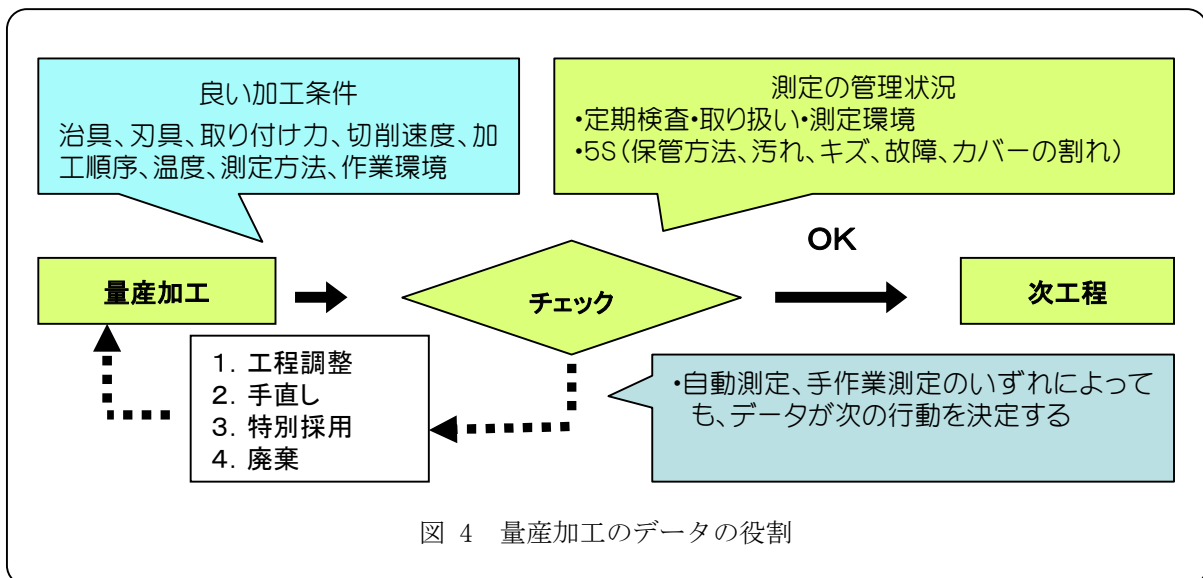 良い加工条件
治具、刃具、取り付け力、切削速度、加
工順序、温度、測定方法、作業環境
測定の管理状況
・定期検査・取り扱い・測定環境
・5S(保管方法、汚れ、キズ、故障、カバーの割れ)
OK
量産加工
チェック
次工程
1. 工程調整
2. 手直し
3. 特別採用
4. 廃棄
・自動測定、手作業測定のいずれによって
も、データが次の行動を決定する
図 4 量産加工のデータの役割